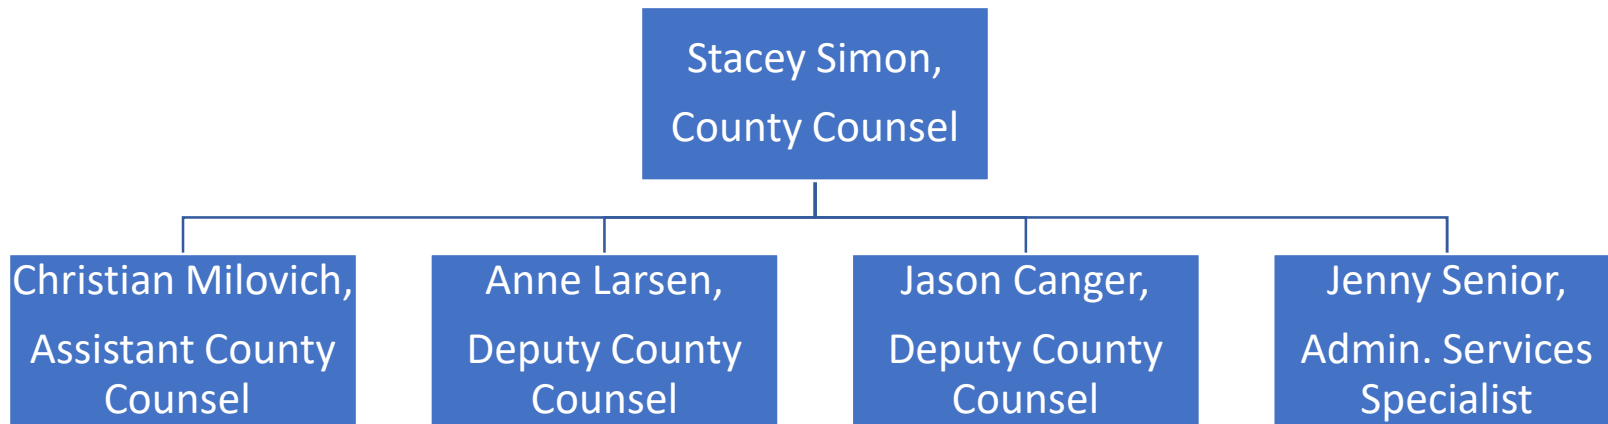 Stacey Simon,
County Counsel
Christian Milovich,
Assistant County
Counsel
Anne Larsen,
Deputy County
Counsel
Jason Canger,
Deputy County
Counsel
Jenny Senior,
Admin. Services
Specialist